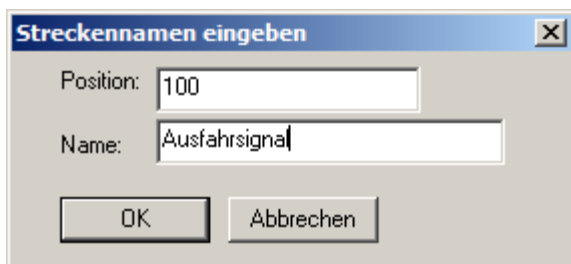 Streckennamen eingeben
Position: 100
Name: Ausfahrsignal
OK Abbrechen